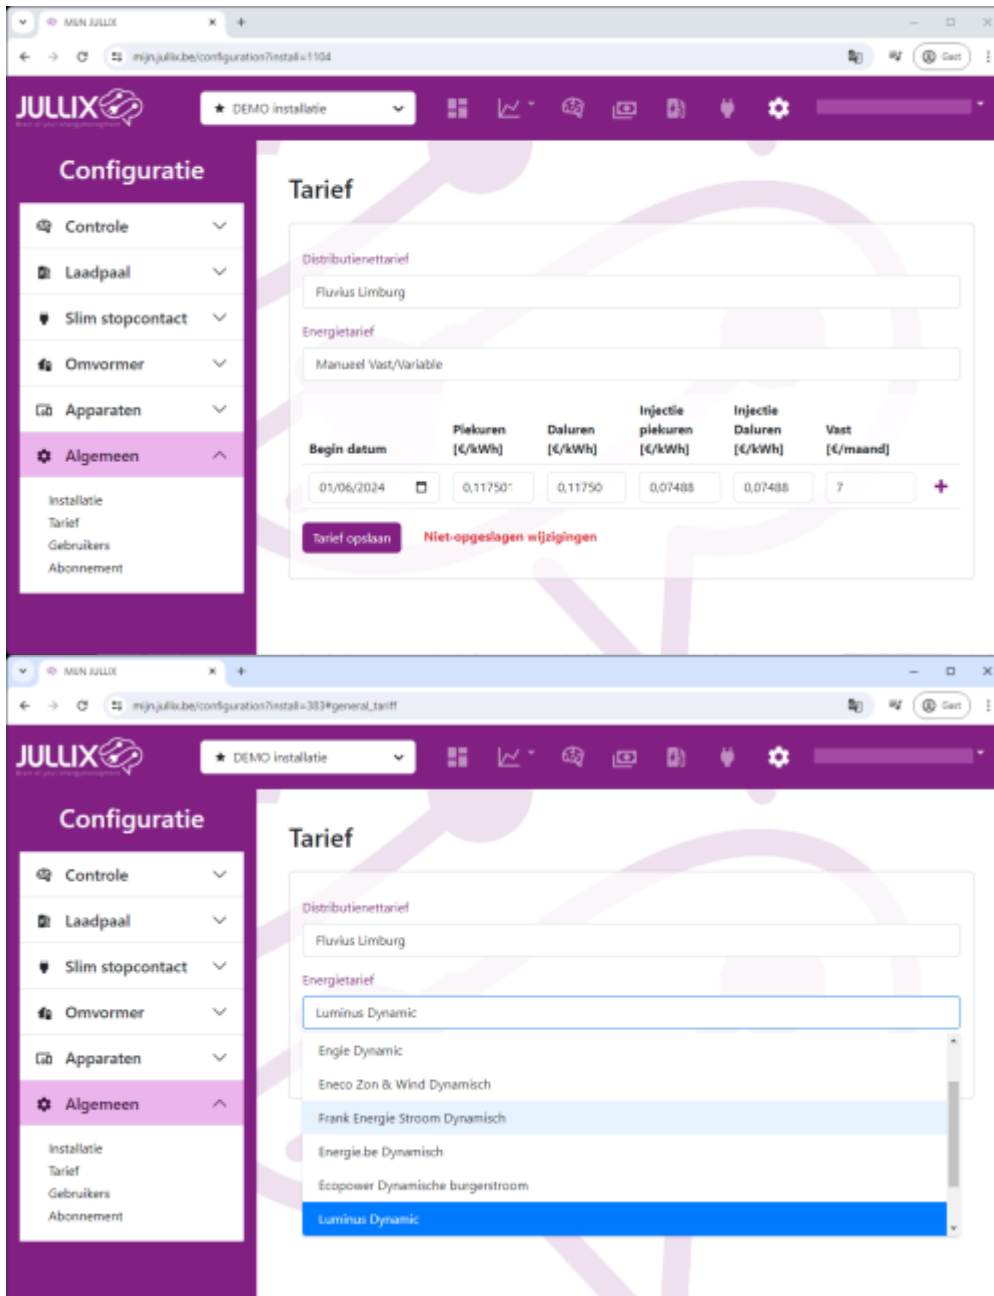 MIJN JULLIX
mijn.jullix.be/configuration?install=1104
Gast
JULLIX
DEMO installatie
Configuratie
Controle
Laadpaal
Slim stopcontact
Omvormer
Apparaten
Algemeen
Installatie
Tarief
Gebruikers
Abonnement
Tarief
Distributienettarief
Fluvius Limburg
Energietarief
Manueel Vast/Variable
Begin datum
Piekuren [€/kWh]
Daluren [€/kWh]
Injectie piekuren [€/kWh]
Injectie Daluren [€/kWh]
Vast [€/maand]
01/06/2024
0,11750
0,11750
0,07488
0,07488
7
Tarief opslaan
Niet-opgeslagen wijzigingen
MIJN JULLIX
mijn.jullix.be/configuration?install=383#general_tariff
Gast
JULLIX
DEMO installatie
Configuratie
Controle
Laadpaal
Slim stopcontact
Omvormer
Apparaten
Algemeen
Installatie
Tarief
Gebruikers
Abonnement
Tarief
Distributienettarief
Fluvius Limburg
Energietarief
Luminus Dynamic
Engie Dynamic
Eneco Zon & Wind Dynamisch
Frank Energie Stroom Dynamisch
Energie.be Dynamisch
Ecopower Dynamische burgerstroom
Luminus Dynamic